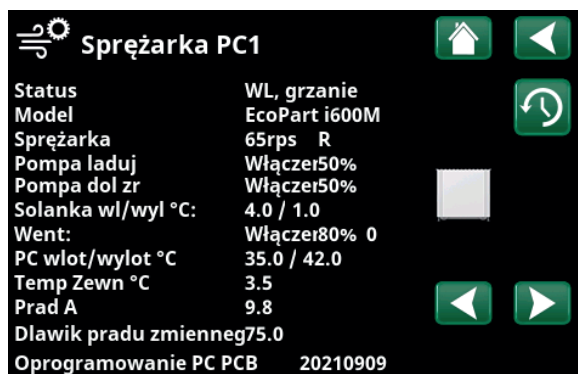 Sprężarka PC1
Status WL, grzanie
Model EcoPart i600M
Sprężarka 65rps R
Pompa laduj Włączer50%
Pompa dol zr Włączer50%
Solanka wl/wyl °C: 4.0 / 1.0
Went: Włączer80% 0
PC wlot/wylot °C 35.0 / 42.0
Temp Zewn °C 3.5
Prad A 9.8
Dlawik pradu zmienneg75.0
Oprogramowanie PC PCB 20210909